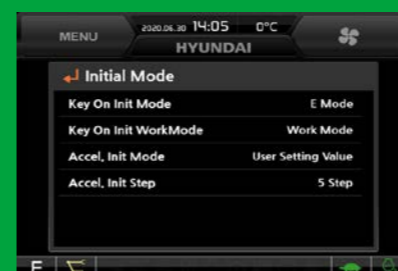 MENU
2020.06.30 14:05 0°C
HYUNDAI
Initial Mode
Key On Init Mode E Mode
Key On Init WorkMode Work Mode
Accel. Init Mode User Setting Value
Accel. Init Step 5 Step
E